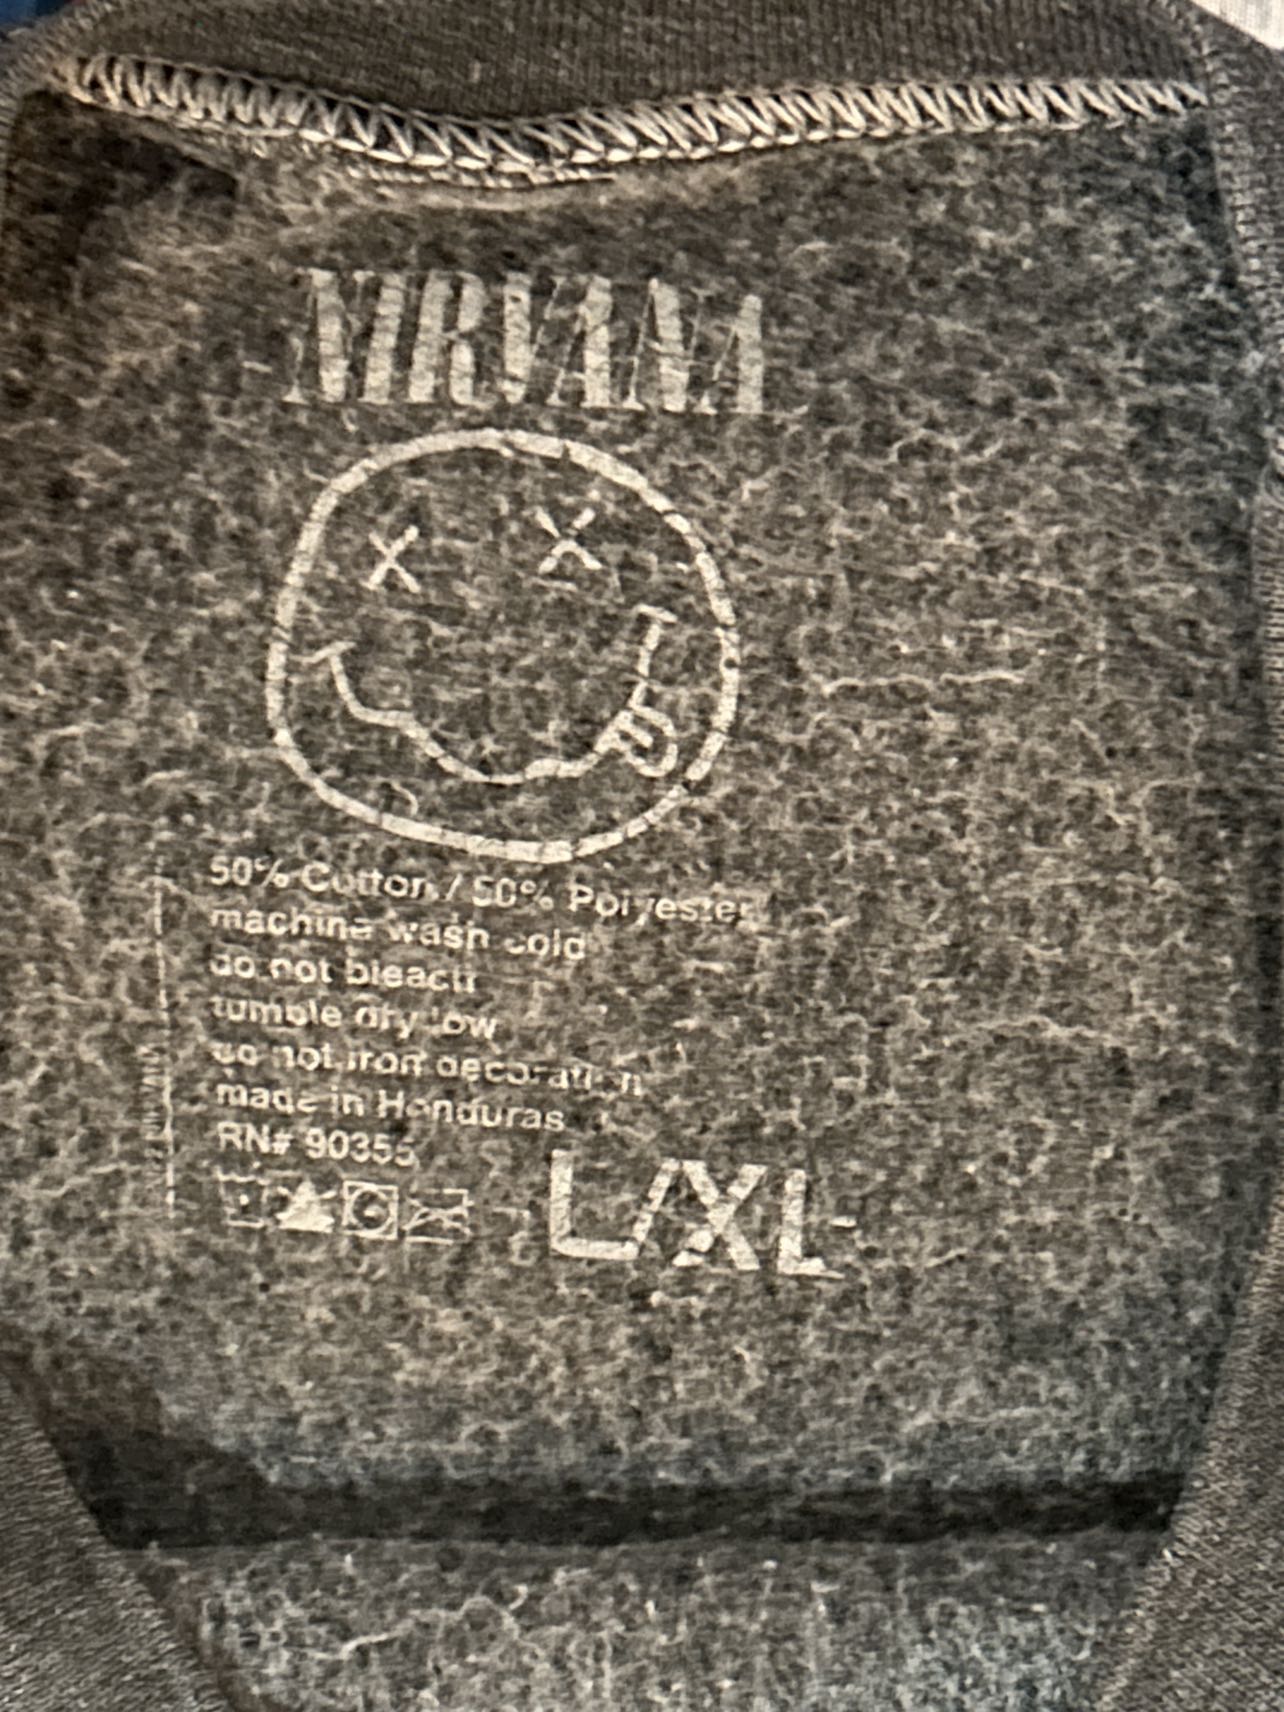 NIRVANA
x x
50% Cotton / 50% Polyester
machine wash cold
do not bleach
tumble dry low
do not iron decoration
made in Honduras
RN# 90355
L/XL